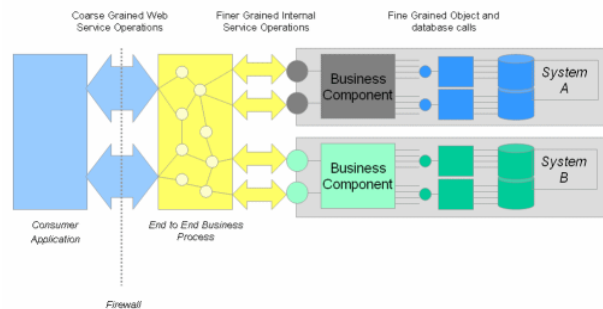 Coarse Grained Web
Service Operations
Finer Grained Internal
Service Operations
Fine Grained Object and
database calls
Business
Component
System
A
Business
Component
System
B
Consumer
Application
End to End Business
Process
Firewall